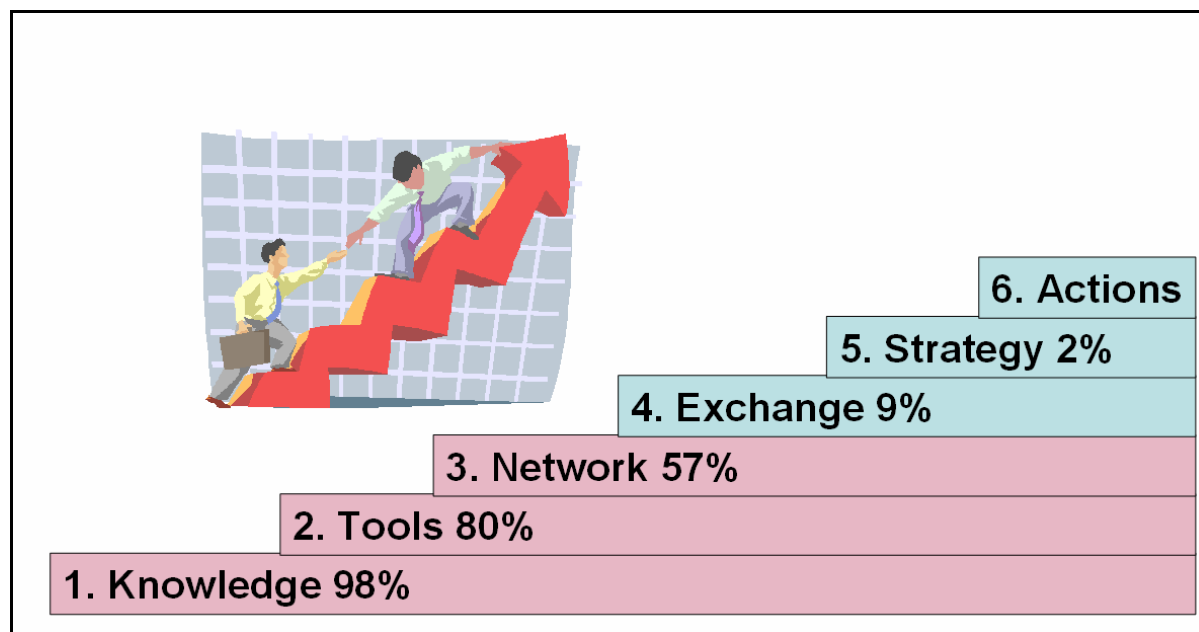 6. Actions
5. Strategy 2%
4. Exchange 9%
3. Network 57%
2. Tools 80%
1. Knowledge 98%